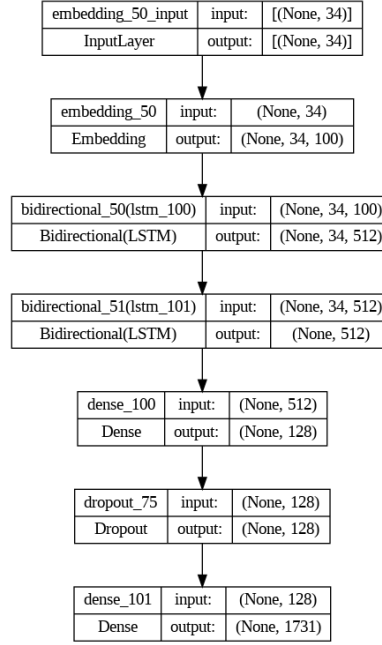 embedding_50_input input: [(None, 34)]
InputLayer output: [(None, 34)]
embedding_50 input: (None, 34)
Embedding output: (None, 34, 100)
bidirectional_50(lstm_100) input: (None, 34, 100)
Bidirectional(LSTM) output: (None, 34, 512)
bidirectional_51(lstm_101) input: (None, 34, 512)
Bidirectional(LSTM) output: (None, 512)
dense_100 input: (None, 512)
Dense output: (None, 128)
dropout_75 input: (None, 128)
Dropout output: (None, 128)
dense_101 input: (None, 128)
Dense output: (None, 1731)